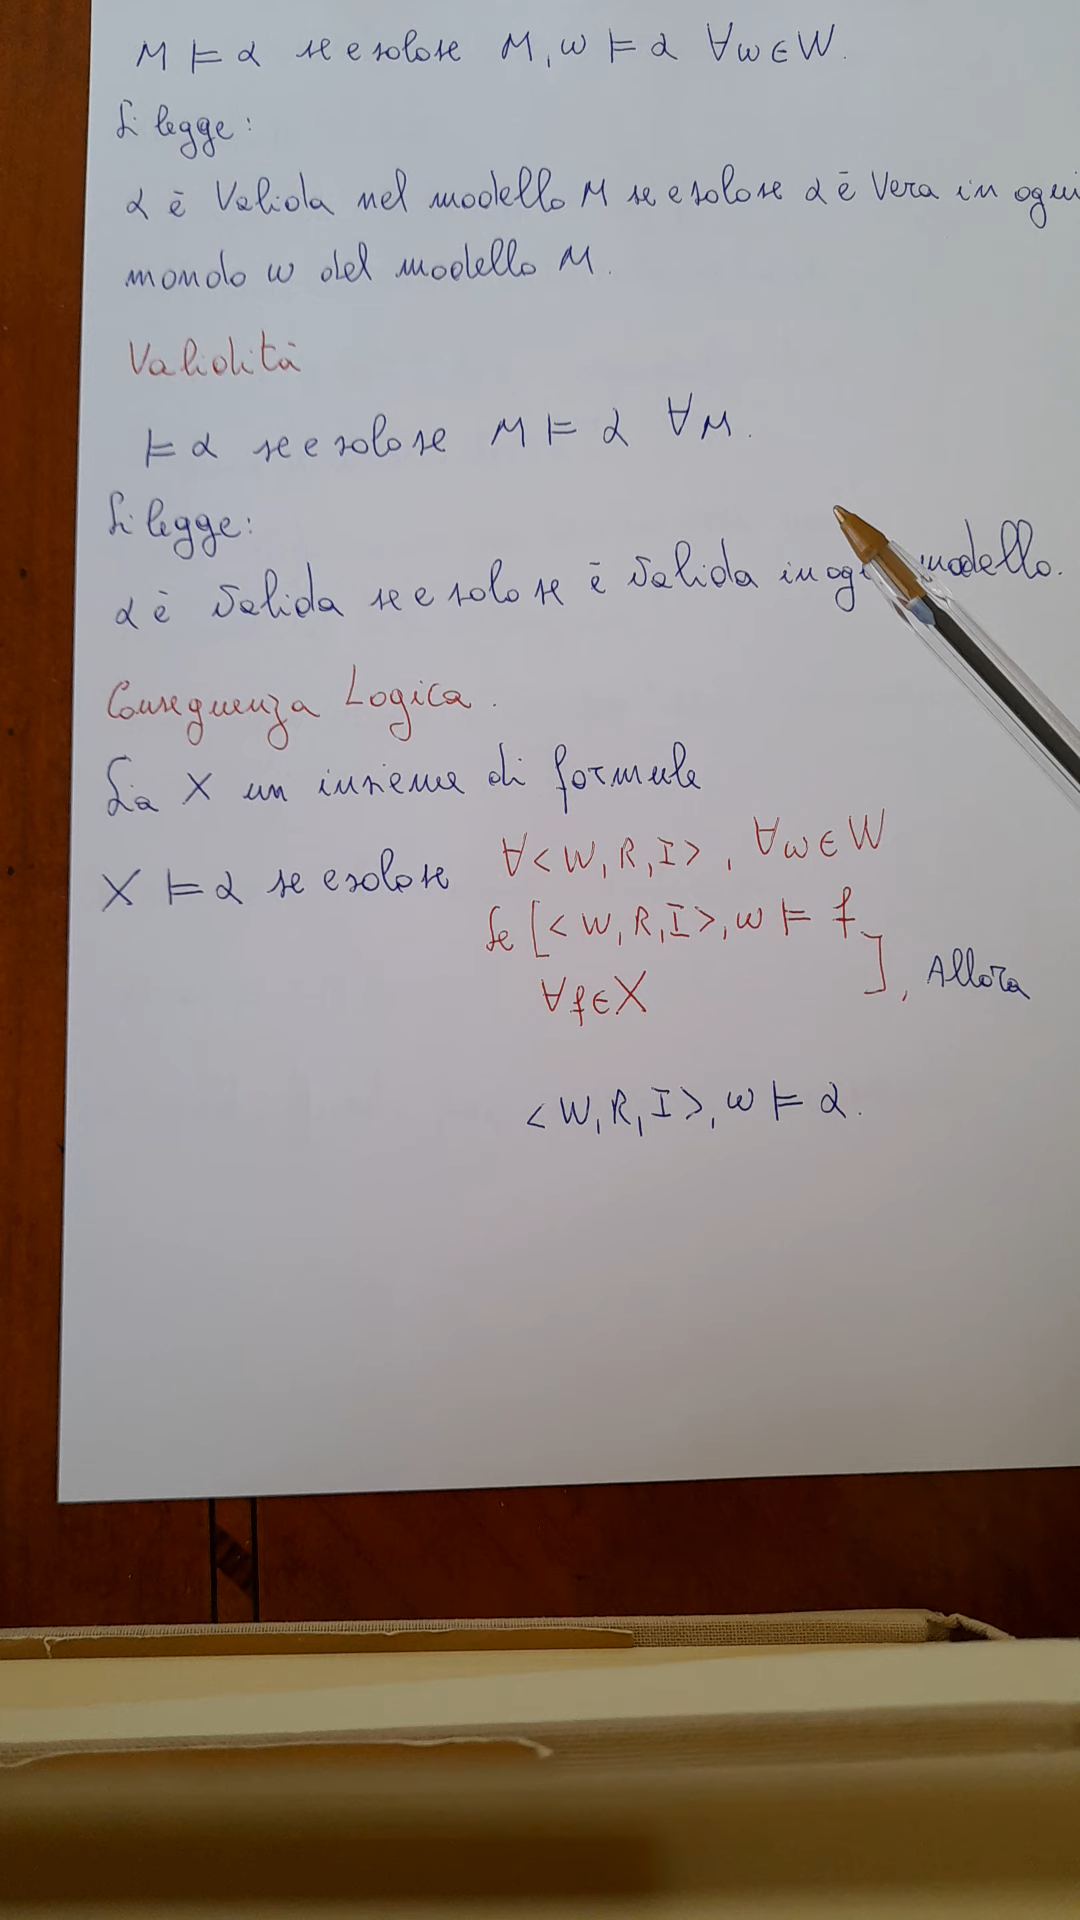 M ⊨ α se e solo se M, w ⊨ α ∀w ∈ W.
Si legge:
α è Valida nel modello M se e solo se α è Vera in ogni
mondo w del modello M.
Validità
⊨ α se e solo se M ⊨ α ∀M.
Si legge:
α è Valida se e solo se è Valida in modello.
Conseguenza Logica.
Sia X un insieme di formule
X ⊨ α se e solo se ∀<W, R, I>, ∀w ∈ W
Se [<W, R, I>, w ⊨ f
∀f ∈ X ], Allora
<W, R, I>, w ⊨ α.